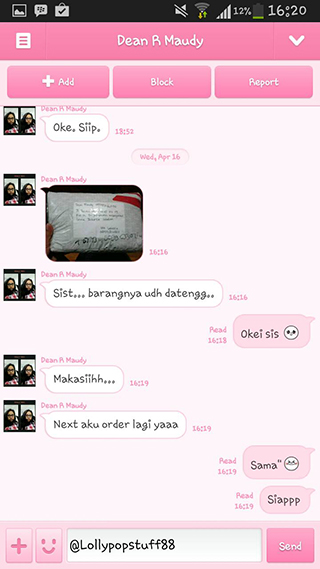 12% 16:20
Dean R Maudy
+ Add
Block
Report
Dean R Maudy
Oke. Siip.
18:52
Wed, Apr 16
Dean R Maudy
16:16
Dean R Maudy
Sist... barangnya udh datengg..
16:16
Read
16:18
Okei sis
Dean R Maudy
Makasiihh...
16:19
Dean R Maudy
Next aku order lagi yaaa
16:19
Read
16:19
Sama"
Read
16:19
Siappp
@Lollypopstuff88
Send